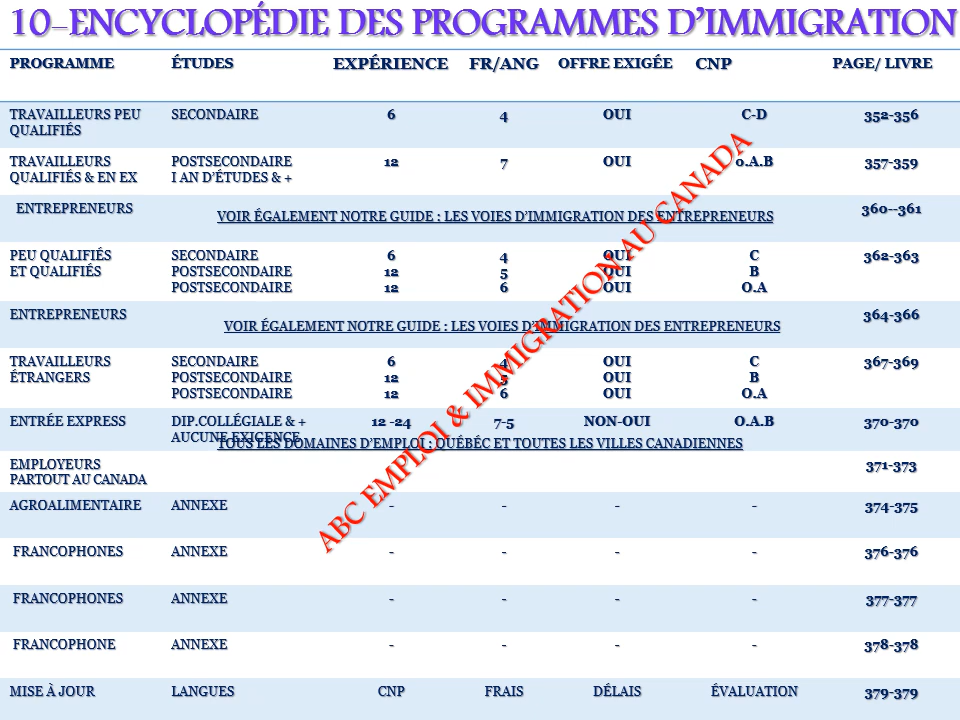 10-ENCYCLOPÉDIE DES PROGRAMMES D'IMMIGRATION
PROGRAMME ÉTUDES EXPÉRIENCE FR/ANG OFFRE EXIGÉE CNP PAGE/ LIVRE
TRAVAILLEURS PEU SECONDAIRE 6 4 OUI C-D 352-356
QUALIFIÉS
TRAVAILLEURS POSTSECONDAIRE 12 7 OUI 0.A.B 357-359
QUALIFIÉS & EN EX I AN D'ÉTUDES & +
ENTREPRENEURS 360--361
VOIR ÉGALEMENT NOTRE GUIDE : LES VOIES D'IMMIGRATION DES ENTREPRENEURS
PEU QUALIFIÉS SECONDAIRE 6 4 OUI C 362-363
ET QUALIFIÉS POSTSECONDAIRE 12 5 OUI B
POSTSECONDAIRE 12 6 OUI O.A
ENTREPRENEURS 364-366
VOIR ÉGALEMENT NOTRE GUIDE : LES VOIES D'IMMIGRATION DES ENTREPRENEURS
TRAVAILLEURS SECONDAIRE 6 4 OUI C 367-369
ÉTRANGERS POSTSECONDAIRE 12 5 OUI B
POSTSECONDAIRE 12 6 OUI O.A
ENTRÉE EXPRESS DIP.COLLÉGIALE & + 12 -24 7-5 NON-OUI O.A.B 370-370
AUCUNE EXIGENCE
TOUS LES DOMAINES D'EMPLOI : QUÉBÉC ET TOUTES LES VILLES CANADIENNES
EMPLOYEURS 371-373
PARTOUT AU CANADA
AGROALIMENTAIRE ANNEXE - - - - 374-375
FRANCOPHONES ANNEXE - - - - 376-376
FRANCOPHONES ANNEXE - - - - 377-377
FRANCOPHONE ANNEXE - - - - 378-378
MISE À JOUR LANGUES CNP FRAIS DÉLAIS ÉVALUATION 379-379
ABC EMPLOI & IMMIGRATION AU CANADA